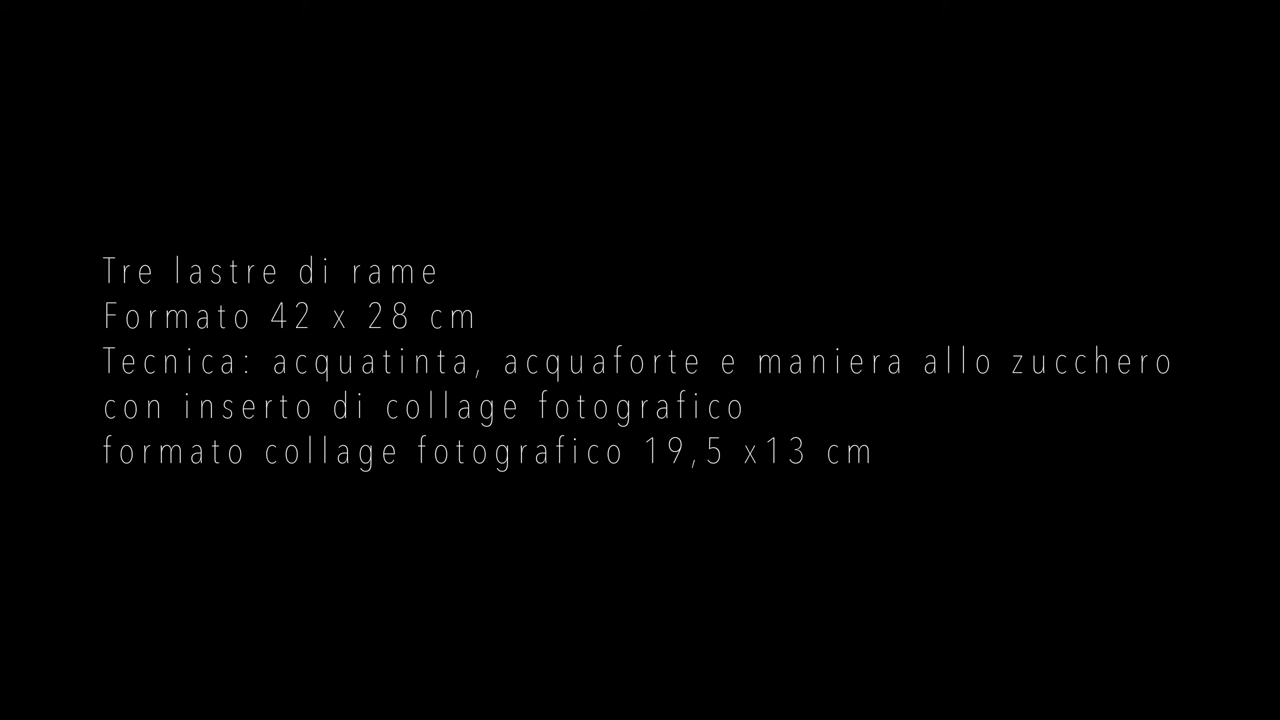 Tre lastre di rame
Formato 42 x 28 cm
Tecnica: acquatinta, acquaforte e maniera allo zucchero
con inserto di collage fotografico
formato collage fotografico 19,5 x13 cm